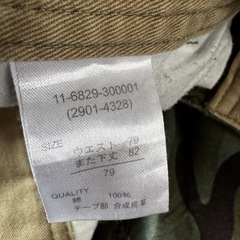 11-6829-300001
(2901-4328)
SIZE ウエスト 79
また下丈 82
79
QUALITY
綿 100%
テープ部 合成皮革